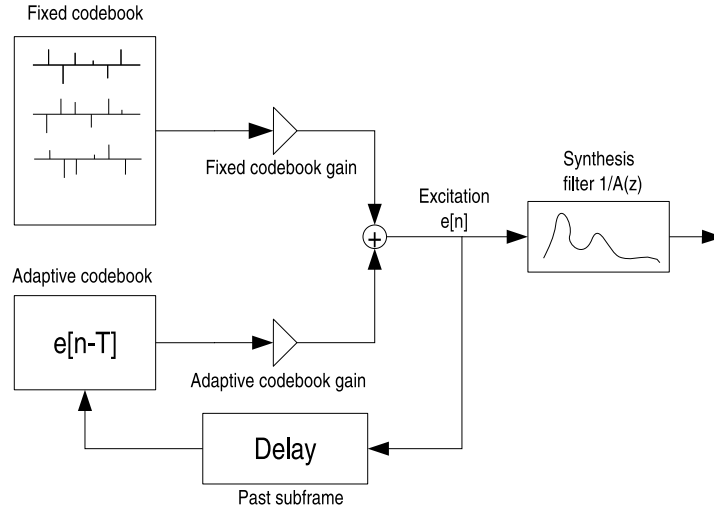 Fixed codebook
Fixed codebook gain
Synthesis
filter 1/A(z)
Excitation
e[n]
+
Adaptive codebook
e[n-T]
Adaptive codebook gain
Delay
Past subframe